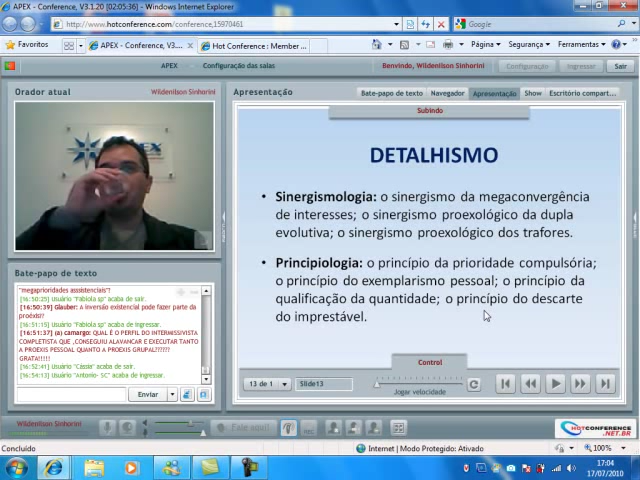 APEX - Conference, V3.1.20 [02:05:36] - Windows Internet Explorer
http://www.hotconference.com/conference,15970461
Google
Favoritos
APEX - Conference, V3....
Hot Conference : Member ...
Página
Segurança
Ferramentas
APEX
Configuração das salas
Benvindo, Wildenilson Sinhorini
Configuração
Ingressar
Sair
Orador atual
Wildenilson Sinhorini
Apresentação
Bate-papo de texto
Navegador
Apresentação
Show
Escritório compart...
Subindo
DETALHISMO
• Sinergismologia: o sinergismo da megaconvergência
de interesses; o sinergismo proexológico da dupla
evolutiva; o sinergismo proexológico dos trafores.
• Principiologia: o princípio da prioridade compulsória;
o princípio do exemplarismo pessoal; o princípio da
qualificação da quantidade; o princípio do descarte
do imprestável.
Bate-papo de texto
"megaprioridades asssistenciais"!
[16:50:29] Usuário "Fabiola sp" acaba de sair.
[16:50:39] Glauber: A inversão existencial pode fazer parte da
proéxis?
[16:51:15] Usuário "Fabiola sp" acaba de ingressar.
[16:51:37] (a) camargo: QUAL É O PERFIL DO INTERMISSIVISTA
COMPLETISTA QUE ,CONSEGUIU ALAVANCAR E EXECUTAR TANTO
A PROEXIS PESSOAL QUANTO A PROEXIS GRUPAL??????
GRATA!!!!!
[16:52:41] Usuário "Cássia" acaba de sair.
[16:54:13] Usuário "Antonio- SC" acaba de ingressar.
Enviar
Control
13 de 1
Slide13
Jogar velocidade
Wildenilson Sinhorini
Fale aqui!
REC
HOTCONFERENCE
.NET.BR
Concluído
Internet | Modo Protegido: Ativado
100%
17:04
17/07/2010